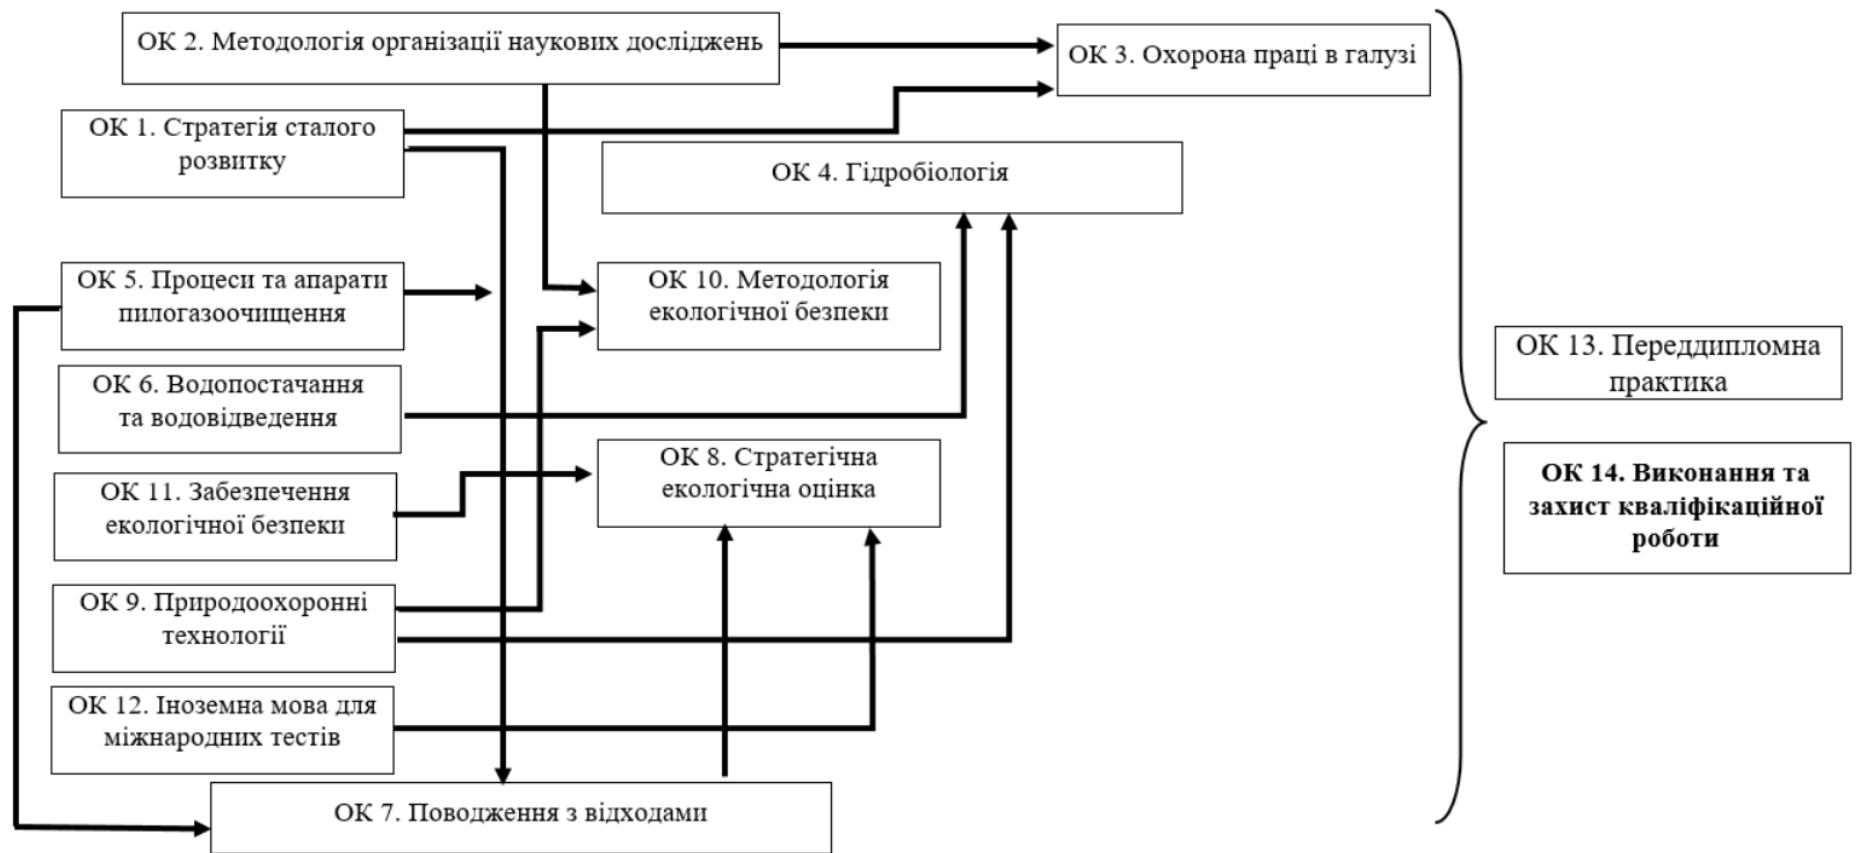 ОК 2. Методологія організації наукових досліджень
ОК 3. Охорона праці в галузі
ОК 1. Стратегія сталого
розвитку
ОК 4. Гідробіологія
ОК 5. Процеси та апарати
пилогазоочищення
ОК 10. Методологія
екологічної безпеки
ОК 6. Водопостачання
та водовідведення
ОК 8. Стратегічна
екологічна оцінка
ОК 11. Забезпечення
екологічної безпеки
ОК 9. Природоохоронні
технології
ОК 12. Іноземна мова для
міжнародних тестів
ОК 7. Поводження з відходами
ОК 13. Переддипломна
практика
ОК 14. Виконання та
захист кваліфікаційної
роботи